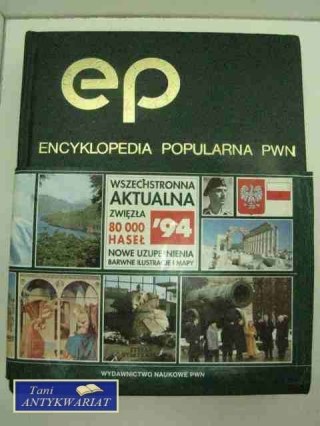 ep
ENCYKLOPEDIA POPULARNA PWN
WSZECHSTRONNA
AKTUALNA
ZWIĘZŁA
80 000
HASEŁ
'94
NOWE UZUPEŁNIENIA
BARWNE ILUSTRACJE I MAPY
WYDAWNICTWO NAUKOWE PWN
Tani
ANTYKWARIAT